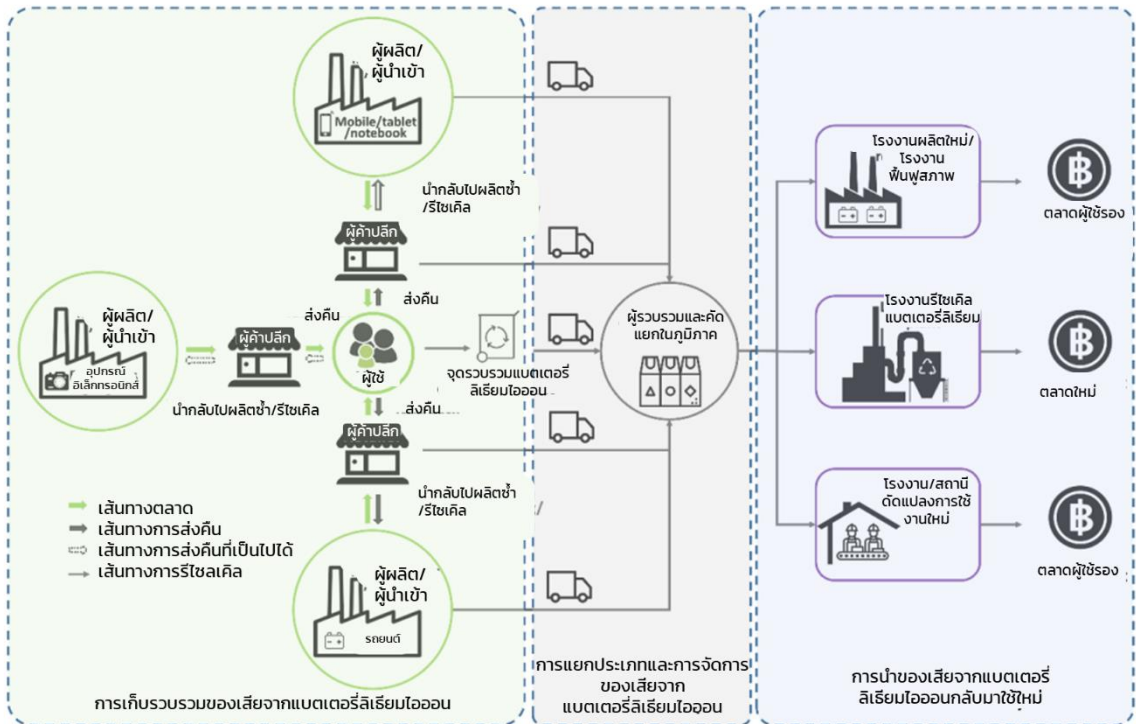 ผู้ผลิต/
ผู้นำเข้า
Mobile/tablet
/notebook
นำกลับไปผลิตซ้ำ
/รีไซเคิล
ผู้ค้าปลีก
ส่งคืน
ผู้ผลิต/
ผู้นำเข้า
อุปกรณ์
อิเล็กทรอนิกส์
ผู้ค้าปลีก
ส่งคืน
นำกลับไปผลิตซ้ำ/รีไซเคิล
ผู้ใช้
จุดรวบรวมแบตเตอรี่
ลิเธียมไอออน
ส่งคืน
ผู้ค้าปลีก
นำกลับไปผลิตซ้ำ
/รีไซเคิล
ผู้ผลิต/
ผู้นำเข้า
รถยนต์
เส้นทางตลาด
เส้นทางการส่งคืน
เส้นทางการส่งคืนที่เป็นไปได้
เส้นทางการรีไซลเคิล
การเก็บรวบรวมของเสียจากแบตเตอรี่ลิเธียมไอออน
ผู้รวบรวมและคัด
แยกในภูมิภาค
การแยกประเภทและการจัดการ
ของเสียจาก
แบตเตอรี่ลิเธียมไอออน
โรงงานผลิตใหม่/
โรงงาน
ฟื้นฟูสภาพ
ตลาดผู้ใช้รอง
โรงงานรีไซเคิล
แบตเตอรี่ลิเธียม
ตลาดใหม่
โรงงาน/สถานี
ดัดแปลงการใช้
งานใหม่
ตลาดผู้ใช้รอง
การนำของเสียจากแบตเตอรี่
ลิเธียมไอออนกลับมาใช้ใหม่